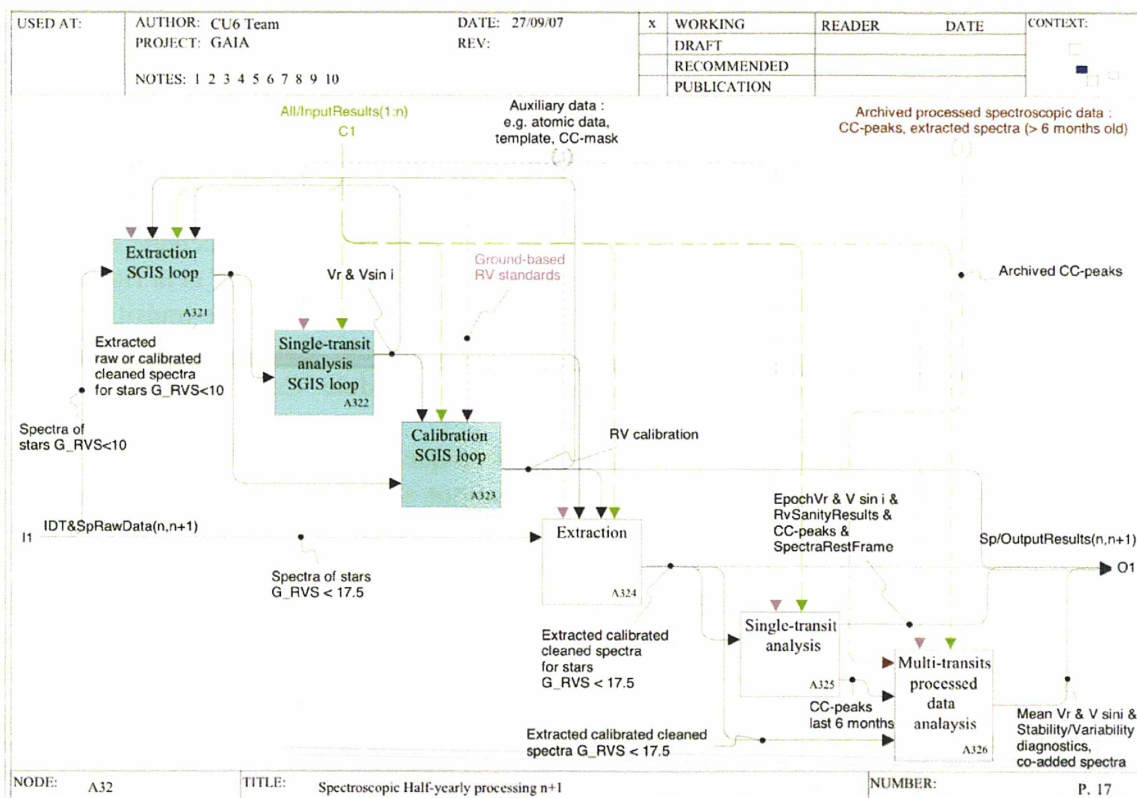 USED AT:
AUTHOR: CU6 Team
DATE: 27/09/07
PROJECT: GAIA
REV:
NOTES: 1 2 3 4 5 6 7 8 9 10
x WORKING
DRAFT
RECOMMENDED
PUBLICATION
READER
DATE
CONTEXT:
All/InputResults(1:n)
C1
Auxiliary data :
e.g. atomic data,
template, CC-mask
Archived processed spectroscopic data :
CC-peaks, extracted spectra (> 6 months old)
Extraction
SGIS loop
A321
Vr & Vsin i
Ground-based
RV standards
Archived CC-peaks
Extracted
raw or calibrated
cleaned spectra
for stars G_RVS<10
Single-transit
analysis
SGIS loop
A322
Spectra of
stars G_RVS<10
Calibration
SGIS loop
A323
RV calibration
I1
IDT&SpRawData(n,n+1)
Spectra of stars
G_RVS < 17.5
Extraction
A324
EpochVr & V sin i &
RvSanityResults &
CC-peaks &
SpectraRestFrame
Sp/OutputResults(n,n+1)
O1
Extracted calibrated
cleaned spectra
for stars
G_RVS < 17.5
Single-transit
analysis
A325
CC-peaks
last 6 months
Multi-transits
processed
data
analaysis
A326
Extracted calibrated cleaned
spectra G_RVS < 17.5
Mean Vr & V sini &
Stability/Variability
diagnostics,
co-added spectra
NODE: A32
TITLE: Spectroscopic Half-yearly processing n+1
NUMBER: P. 17